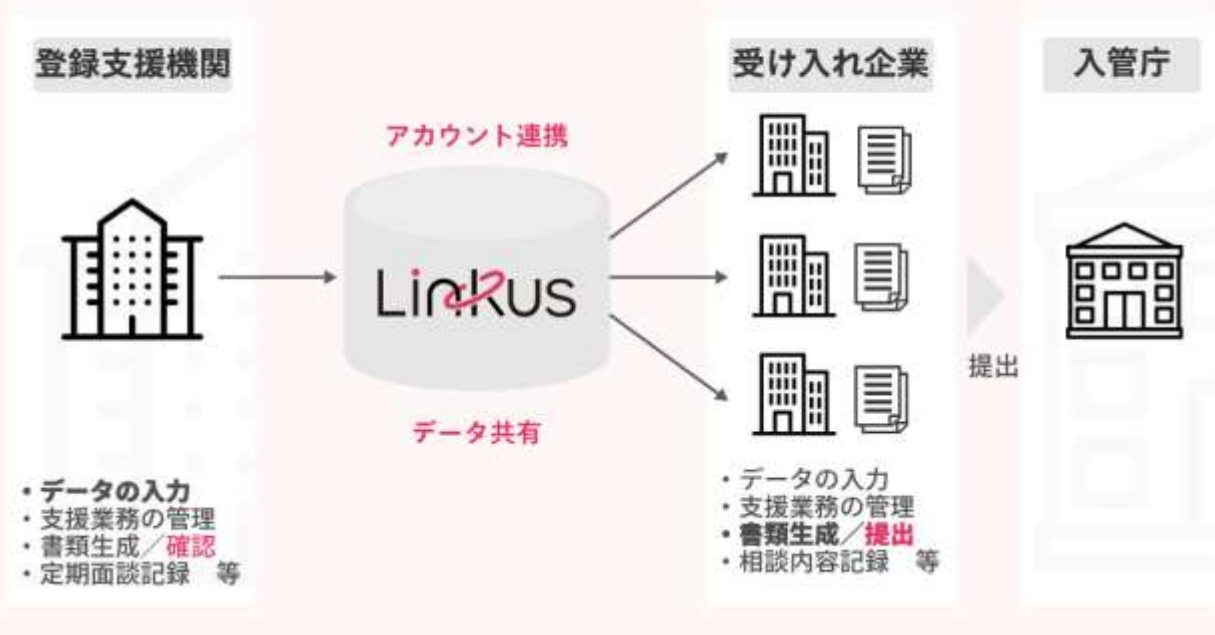 登録支援機関
・データの入力
・支援業務の管理
・書類生成／確認
・定期面談記録　等
アカウント連携
Linkus
データ共有
受け入れ企業
・データの入力
・支援業務の管理
・書類生成／提出
・相談内容記録　等
提出
入管庁